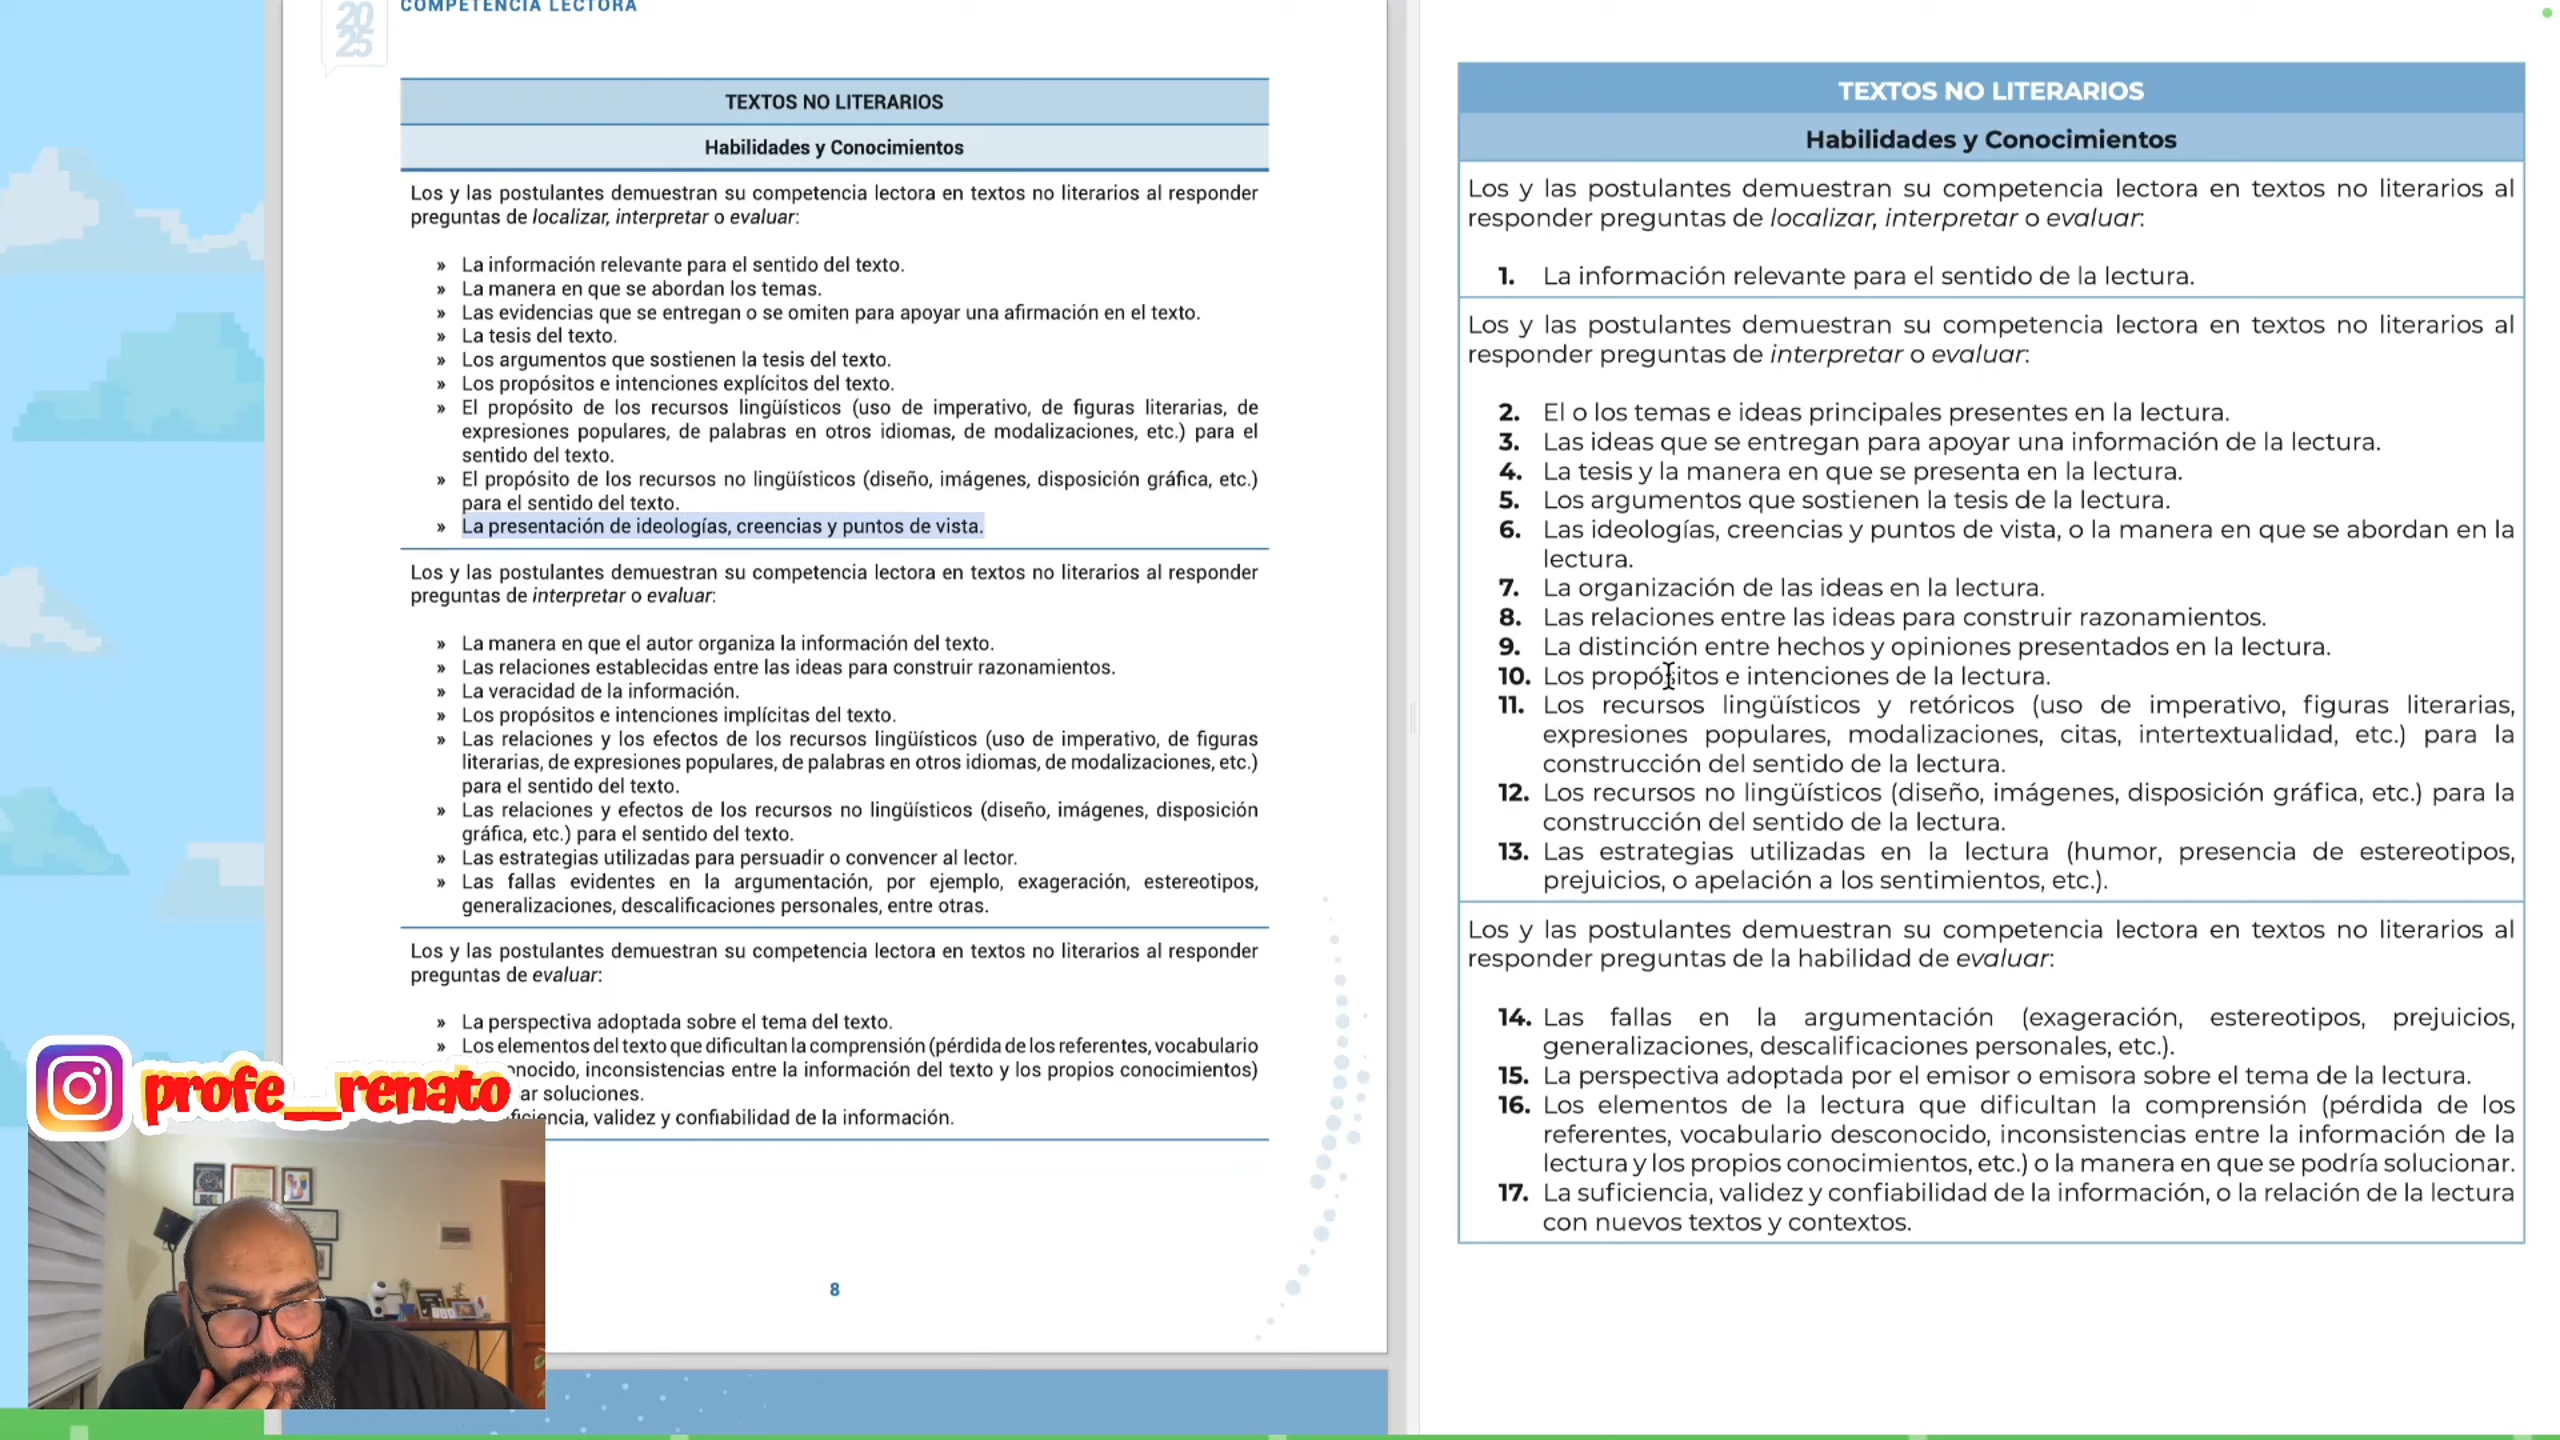 20
25
COMPETENCIA LECTORA
TEXTOS NO LITERARIOS
Habilidades y Conocimientos
Los y las postulantes demuestran su competencia lectora en textos no literarios al responder
preguntas de localizar, interpretar o evaluar:
» La información relevante para el sentido del texto.
» La manera en que se abordan los temas.
» Las evidencias que se entregan o se omiten para apoyar una afirmación en el texto.
» La tesis del texto.
» Los argumentos que sostienen la tesis del texto.
» Los propósitos e intenciones explícitos del texto.
» El propósito de los recursos lingüísticos (uso de imperativo, de figuras literarias, de
expresiones populares, de palabras en otros idiomas, de modalizaciones, etc.) para el
sentido del texto.
» El propósito de los recursos no lingüísticos (diseño, imágenes, disposición gráfica, etc.)
para el sentido del texto.
» La presentación de ideologías, creencias y puntos de vista.
Los y las postulantes demuestran su competencia lectora en textos no literarios al responder
preguntas de interpretar o evaluar:
» La manera en que el autor organiza la información del texto.
» Las relaciones establecidas entre las ideas para construir razonamientos.
» La veracidad de la información.
» Los propósitos e intenciones implícitas del texto.
» Las relaciones y los efectos de los recursos lingüísticos (uso de imperativo, de figuras
literarias, de expresiones populares, de palabras en otros idiomas, de modalizaciones, etc.)
para el sentido del texto.
» Las relaciones y efectos de los recursos no lingüísticos (diseño, imágenes, disposición
gráfica, etc.) para el sentido del texto.
» Las estrategias utilizadas para persuadir o convencer al lector.
» Las fallas evidentes en la argumentación, por ejemplo, exageración, estereotipos,
generalizaciones, descalificaciones personales, entre otras.
Los y las postulantes demuestran su competencia lectora en textos no literarios al responder
preguntas de evaluar:
» La perspectiva adoptada sobre el tema del texto.
» Los elementos del texto que dificultan la comprensión (pérdida de los referentes, vocabulario
onocido, inconsistencias entre la información del texto y los propios conocimientos)
ar soluciones.
ficiencia, validez y confiabilidad de la información.
8
profe__renato
TEXTOS NO LITERARIOS
Habilidades y Conocimientos
Los y las postulantes demuestran su competencia lectora en textos no literarios al
responder preguntas de localizar, interpretar o evaluar:
1. La información relevante para el sentido de la lectura.
Los y las postulantes demuestran su competencia lectora en textos no literarios al
responder preguntas de interpretar o evaluar:
2. El o los temas e ideas principales presentes en la lectura.
3. Las ideas que se entregan para apoyar una información de la lectura.
4. La tesis y la manera en que se presenta en la lectura.
5. Los argumentos que sostienen la tesis de la lectura.
6. Las ideologías, creencias y puntos de vista, o la manera en que se abordan en la
lectura.
7. La organización de las ideas en la lectura.
8. Las relaciones entre las ideas para construir razonamientos.
9. La distinción entre hechos y opiniones presentados en la lectura.
10. Los propósitos e intenciones de la lectura.
11. Los recursos lingüísticos y retóricos (uso de imperativo, figuras literarias,
expresiones populares, modalizaciones, citas, intertextualidad, etc.) para la
construcción del sentido de la lectura.
12. Los recursos no lingüísticos (diseño, imágenes, disposición gráfica, etc.) para la
construcción del sentido de la lectura.
13. Las estrategias utilizadas en la lectura (humor, presencia de estereotipos,
prejuicios, o apelación a los sentimientos, etc.).
Los y las postulantes demuestran su competencia lectora en textos no literarios al
responder preguntas de la habilidad de evaluar:
14. Las fallas en la argumentación (exageración, estereotipos, prejuicios,
generalizaciones, descalificaciones personales, etc.).
15. La perspectiva adoptada por el emisor o emisora sobre el tema de la lectura.
16. Los elementos de la lectura que dificultan la comprensión (pérdida de los
referentes, vocabulario desconocido, inconsistencias entre la información de la
lectura y los propios conocimientos, etc.) o la manera en que se podría solucionar.
17. La suficiencia, validez y confiabilidad de la información, o la relación de la lectura
con nuevos textos y contextos.